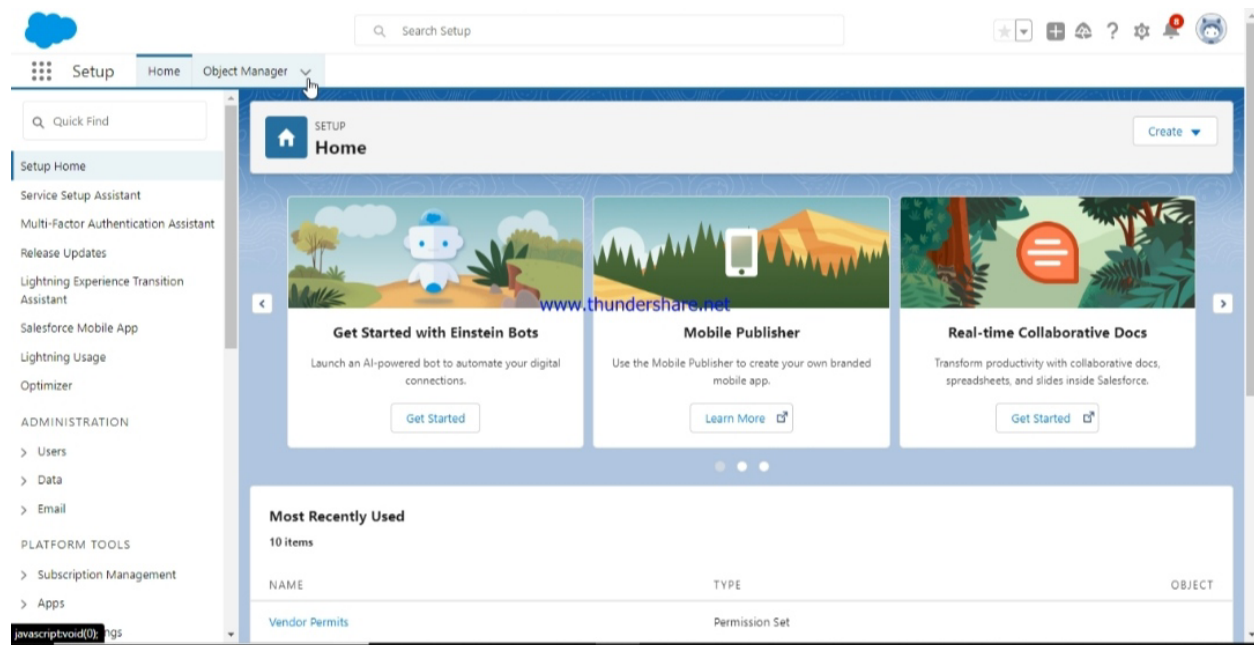 Search Setup
8
Setup
Home
Object Manager
Quick Find
Setup Home
Service Setup Assistant
Multi-Factor Authentication Assistant
Release Updates
Lightning Experience Transition
Assistant
Salesforce Mobile App
Lightning Usage
Optimizer
ADMINISTRATION
Users
Data
Email
PLATFORM TOOLS
Subscription Management
Apps
javascript:void(0);
SETUP
Home
Create
www.thundershare.net
Get Started with Einstein Bots
Launch an AI-powered bot to automate your digital
connections.
Get Started
Mobile Publisher
Use the Mobile Publisher to create your own branded
mobile app.
Learn More
Real-time Collaborative Docs
Transform productivity with collaborative docs,
spreadsheets, and slides inside Salesforce.
Get Started
Most Recently Used
10 items
NAME TYPE OBJECT
Vendor Permits Permission Set